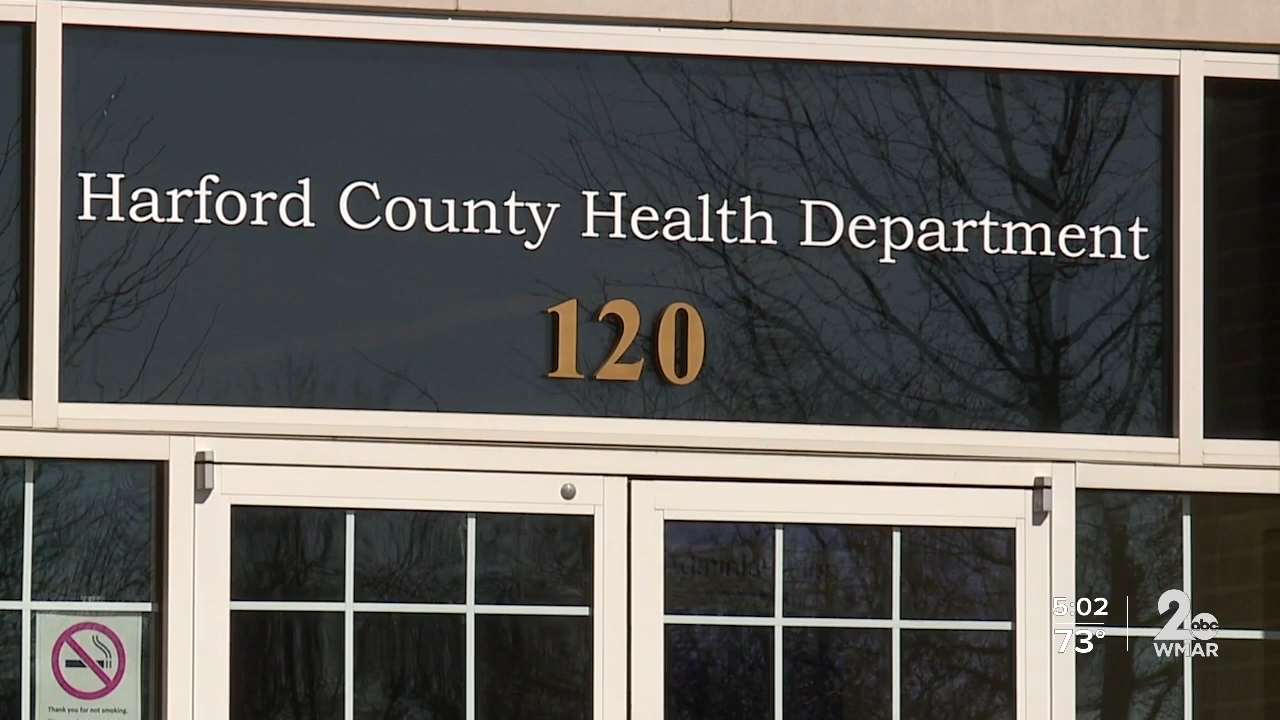 Harford County Health Department
120
Thank you for not smoking.
5:02
73°
2 abc
WMAR